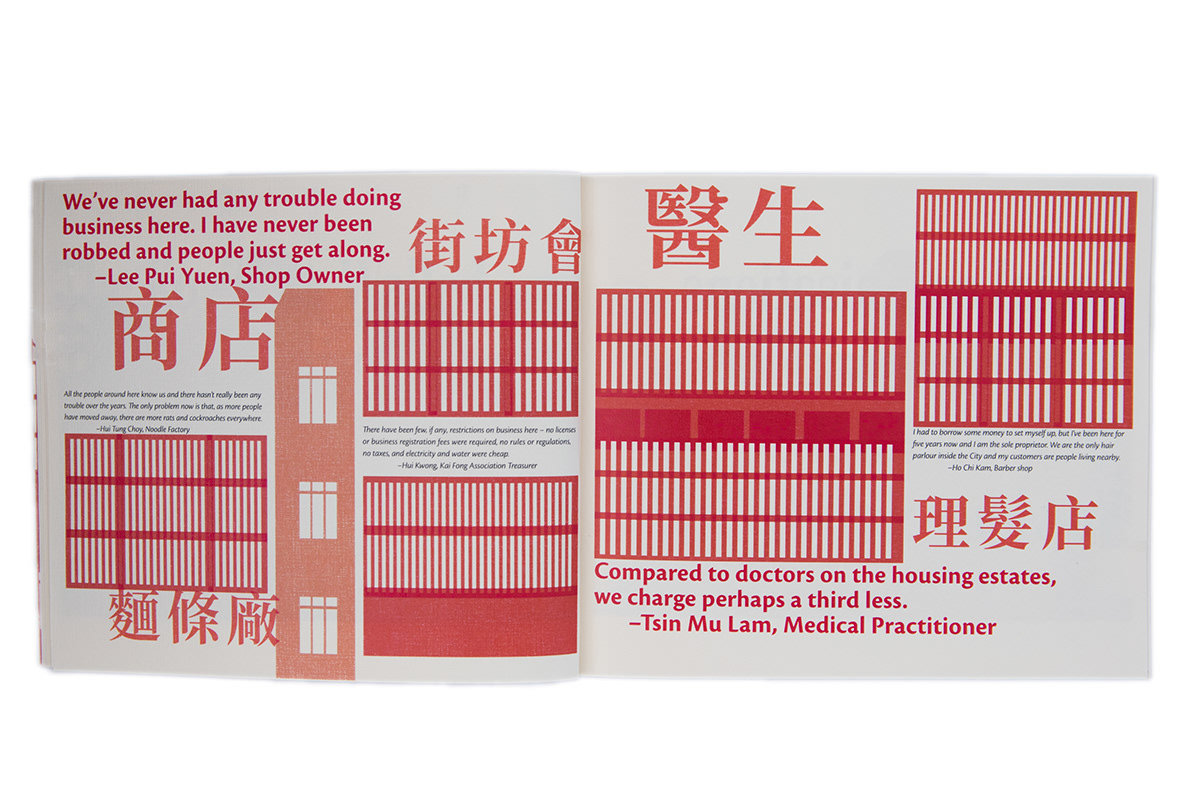 We've never had any trouble doing
business here. I have never been
robbed and people just get along.
–Lee Pui Yuen, Shop Owner
街坊會
商店
All the people around here know us and there hasn't really been any
trouble over the years. The only problem now is that, as more people
have moved away, there are more rats and cockroaches everywhere.
–Hui Tung Choy, Noodle Factory
There have been few, if any, restrictions on business here – no licenses
or business registration fees were required, no rules or regulations,
no taxes, and electricity and water were cheap.
–Hui Kwong, Kai Fong Association Treasurer
麵條廠
醫生
I had to borrow some money to set myself up, but I've been here for
five years now and I am the sole proprietor. We are the only hair
parlour inside the City and my customers are people living nearby.
–Ho Chi Kam, Barber shop
理髮店
Compared to doctors on the housing estates,
we charge perhaps a third less.
–Tsin Mu Lam, Medical Practitioner